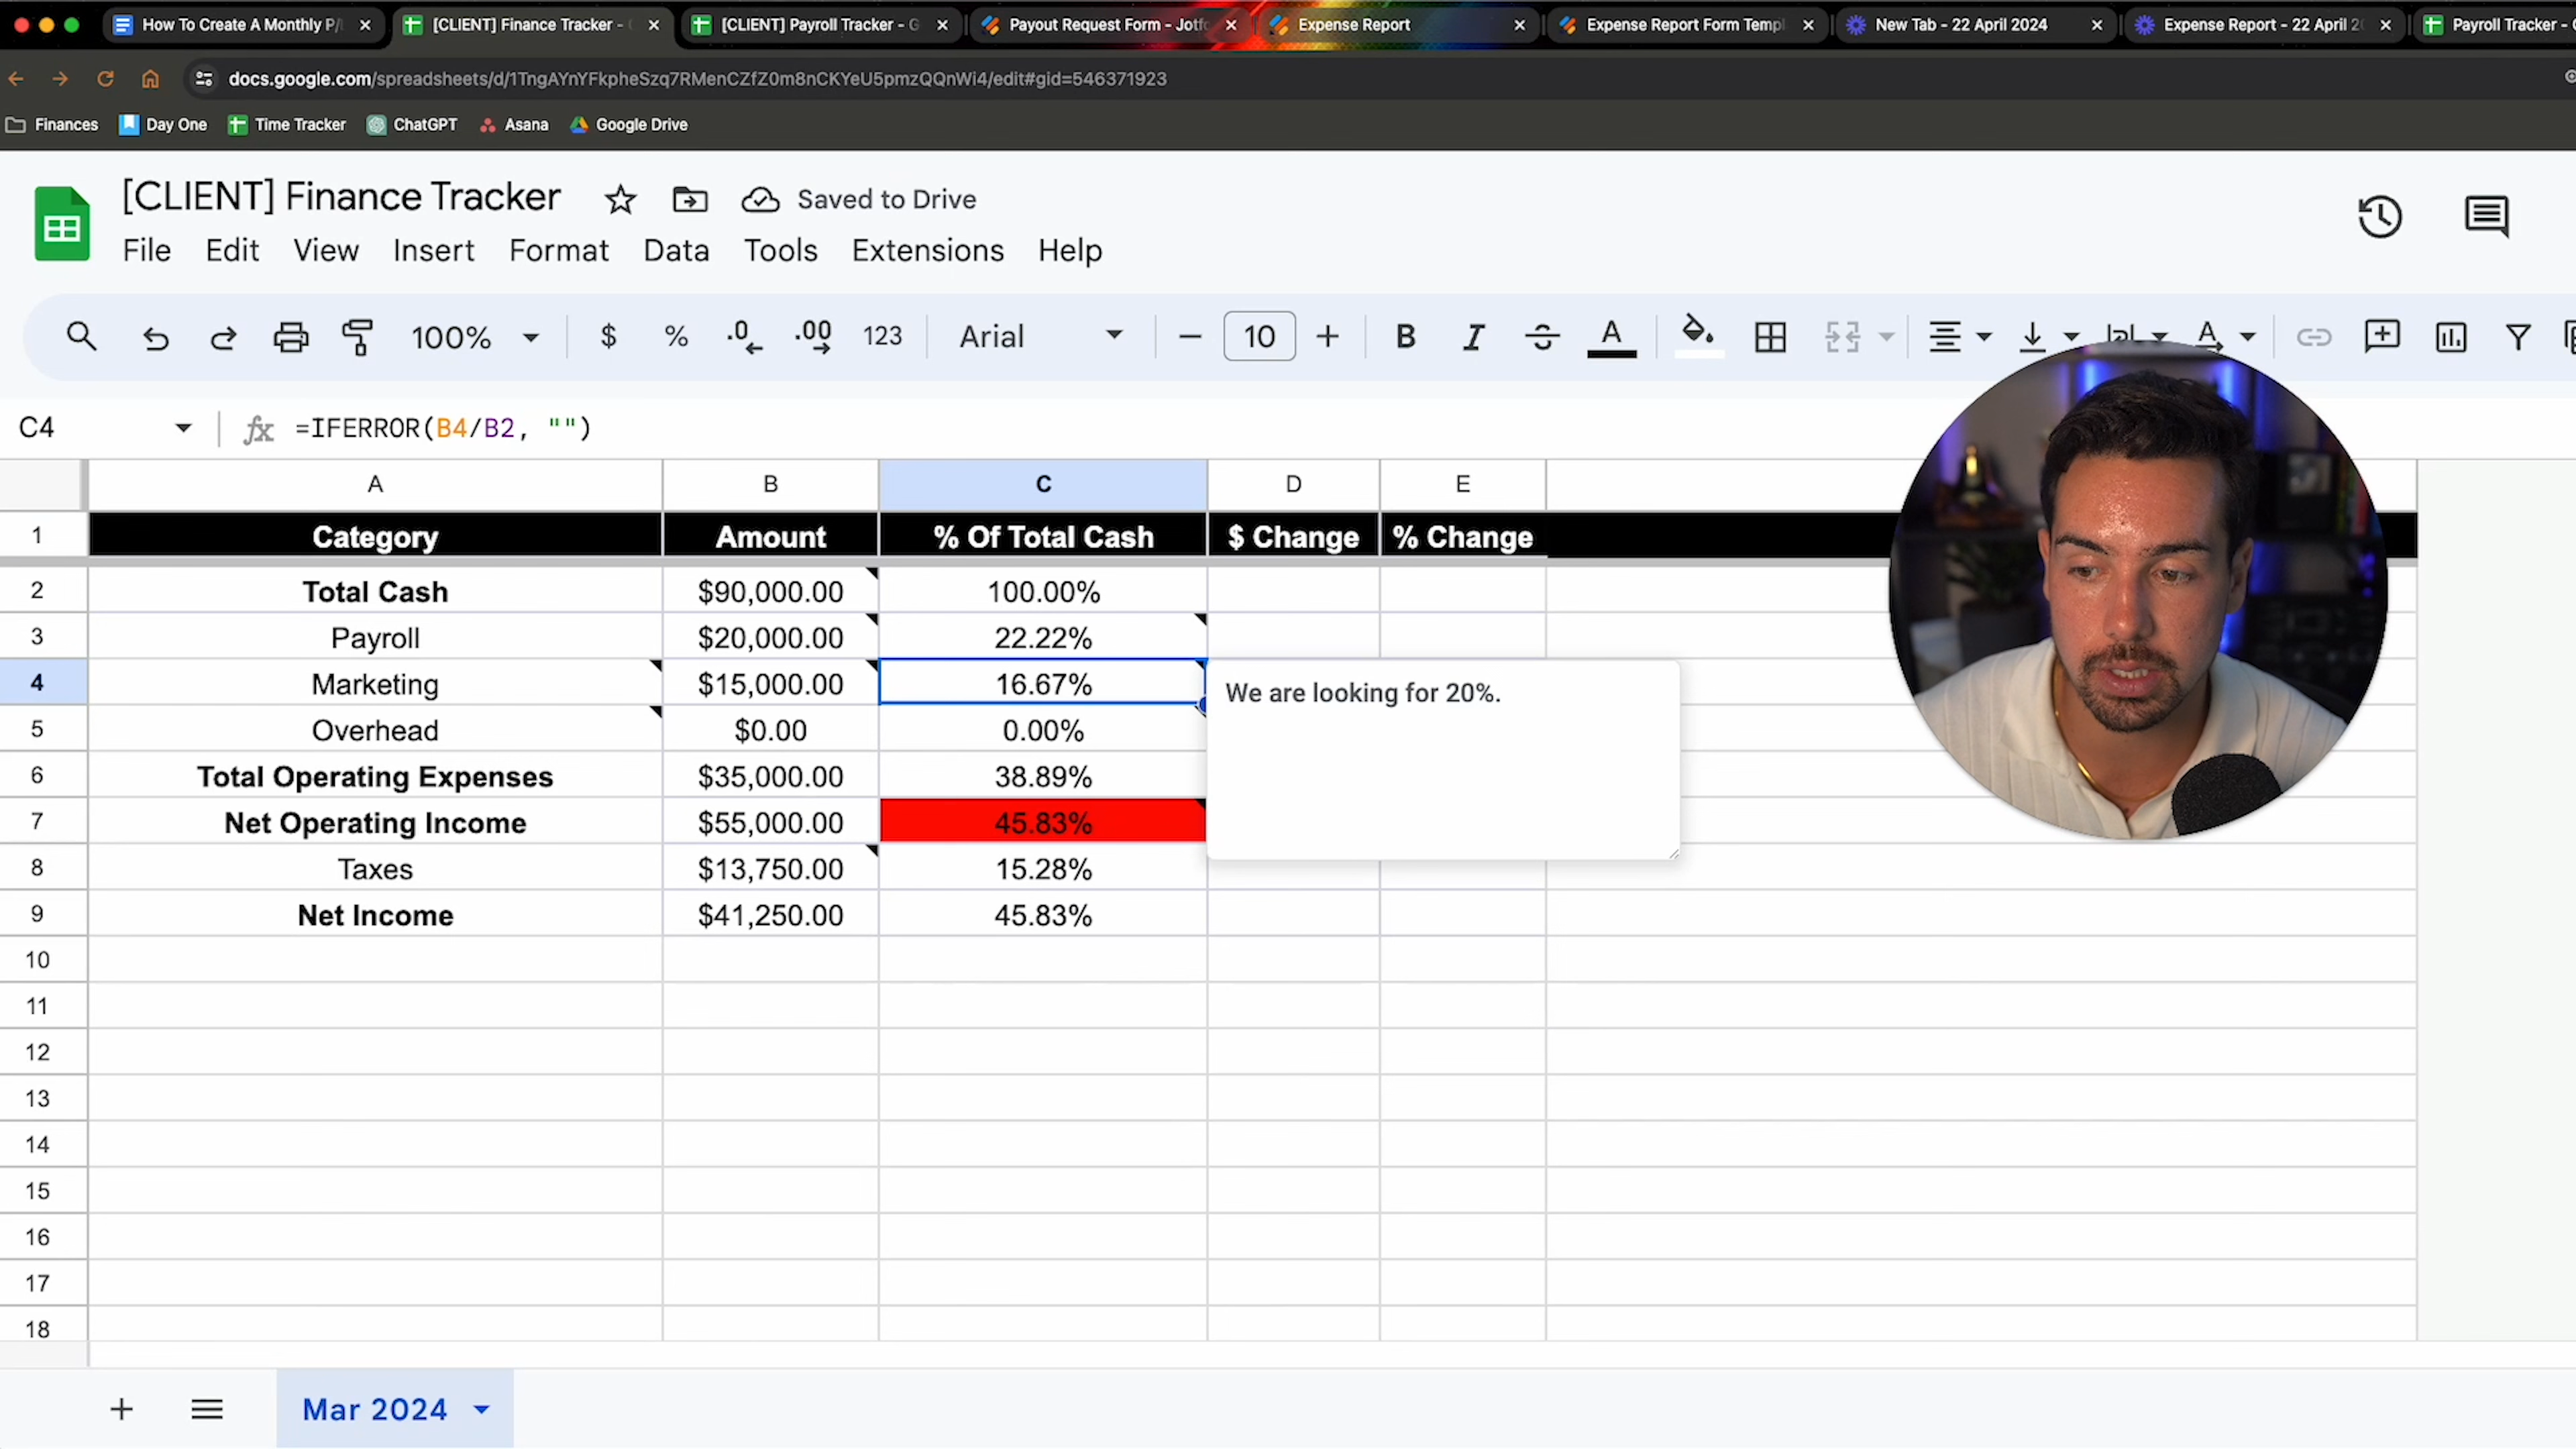 How To Create A Monthly P/
[CLIENT] Finance Tracker -
[CLIENT] Payroll Tracker - G
Payout Request Form - Jotfo
Expense Report
Expense Report Form Templ
New Tab - 22 April 2024
Expense Report - 22 April 2
Payroll Tracker -
docs.google.com/spreadsheets/d/1TngAYnYFkpheSzq7RMenCZfZ0m8nCKYeU5pmzQQnWi4/edit#gid=546371923
Finances
Day One
Time Tracker
ChatGPT
Asana
Google Drive
[CLIENT] Finance Tracker
Saved to Drive
File Edit View Insert Format Data Tools Extensions Help
100% $ % .0 .00 123 Arial 10 B I A
C4 fx =IFERROR(B4/B2, "")
A B C D E
1 Category Amount % Of Total Cash $ Change % Change
2 Total Cash $90,000.00 100.00%
3 Payroll $20,000.00 22.22%
4 Marketing $15,000.00 16.67%
We are looking for 20%.
5 Overhead $0.00 0.00%
6 Total Operating Expenses $35,000.00 38.89%
7 Net Operating Income $55,000.00 45.83%
8 Taxes $13,750.00 15.28%
9 Net Income $41,250.00 45.83%
10
11
12
13
14
15
16
17
18
Mar 2024